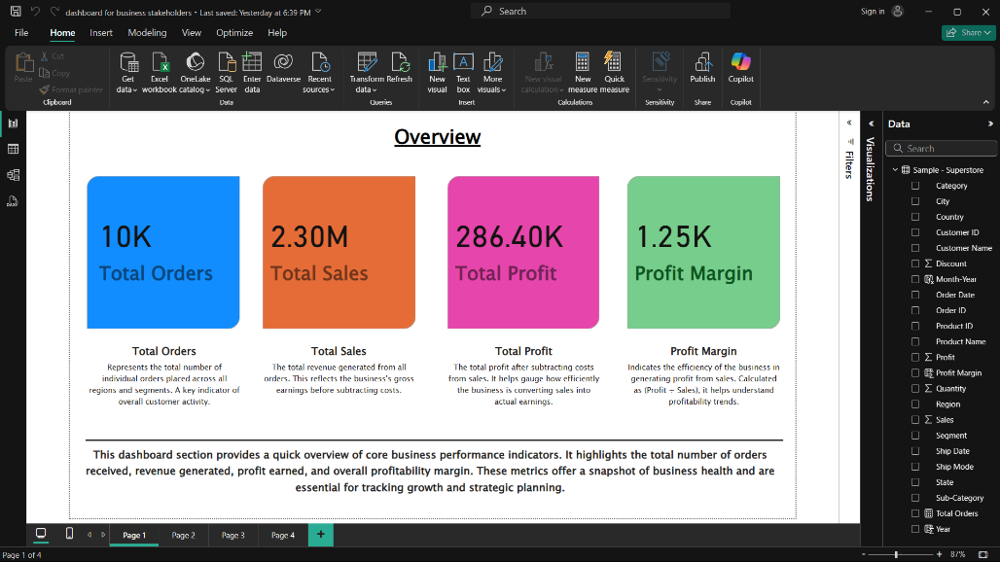 dashboard for business stakeholders • Last saved: Yesterday at 6:39 PM
Search
Sign in
File Home Insert Modeling View Optimize Help
Share
Paste
Cut
Copy
Format painter
Clipboard
Get data
Excel workbook
OneLake catalog
SQL Server
Enter data
Dataverse
Recent sources
Data
Transform data
Refresh
Queries
New visual
Text box
More visuals
Insert
New visual calculation
New measure
Quick measure
Calculations
Sensitivity
Sensitivity
Publish
Share
Copilot
Copilot
Overview
10K
Total Orders
2.30M
Total Sales
286.40K
Total Profit
1.25K
Profit Margin
Total Orders
Represents the total number of
individual orders placed across all
regions and segments. A key indicator of
overall customer activity.
Total Sales
The total revenue generated from all
orders. This reflects the business's gross
earnings before subtracting costs.
Total Profit
The total profit after subtracting costs
from sales. It helps gauge how efficiently
the business is converting sales into
actual earnings.
Profit Margin
Indicates the efficiency of the business in
generating profit from sales. Calculated
as (Profit ÷ Sales), it helps understand
profitability trends.
This dashboard section provides a quick overview of core business performance indicators. It highlights the total number of orders
received, revenue generated, profit earned, and overall profitability margin. These metrics offer a snapshot of business health and are
essential for tracking growth and strategic planning.
Filters
Visualizations
Data
Search
Sample - Superstore
Category
City
Country
Customer ID
Customer Name
Discount
Month-Year
Order Date
Order ID
Product ID
Product Name
Profit
Profit Margin
Quantity
Region
Sales
Segment
Ship Date
Ship Mode
State
Sub-Category
Total Orders
Year
Page 1 Page 2 Page 3 Page 4 +
Page 1 of 4
- + 87%